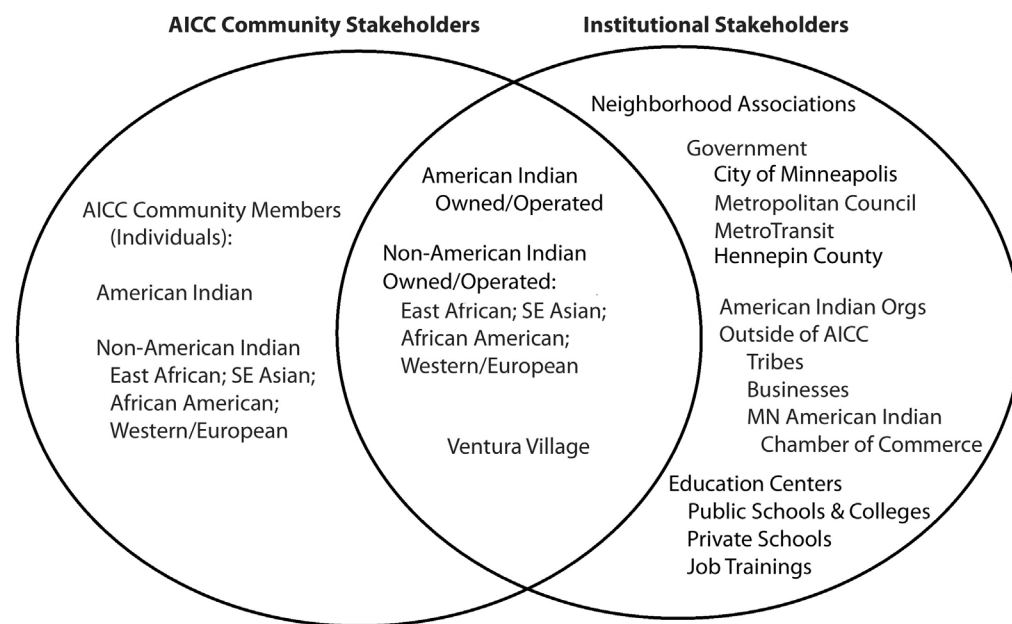 AICC Community Stakeholders
Institutional Stakeholders
AICC Community Members
(Individuals):
American Indian
Non-American Indian
East African; SE Asian;
African American;
Western/European
American Indian
Owned/Operated
Non-American Indian
Owned/Operated:
East African; SE Asian;
African American;
Western/European
Ventura Village
Neighborhood Associations
Government
City of Minneapolis
Metropolitan Council
MetroTransit
Hennepin County
American Indian Orgs
Outside of AICC
Tribes
Businesses
MN American Indian
Chamber of Commerce
Education Centers
Public Schools & Colleges
Private Schools
Job Trainings